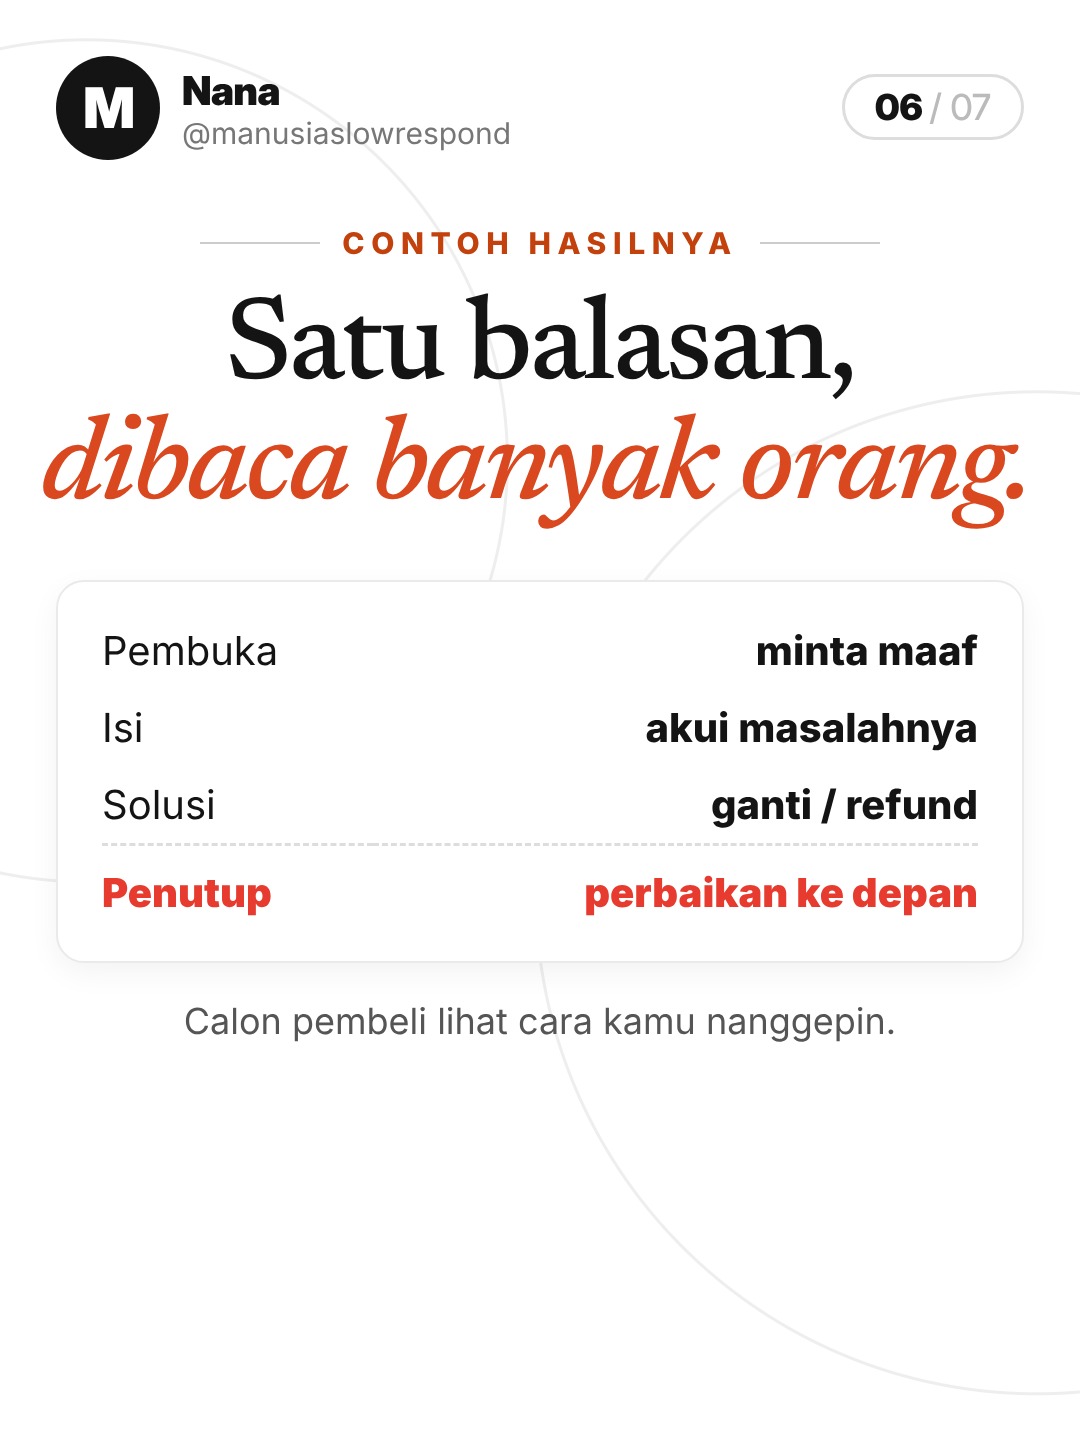 M
Nana
@manusiaslowrespond
06 / 07
CONTOH HASILNYA
Satu balasan,
dibaca banyak orang.
Pembuka minta maaf
Isi akui masalahnya
Solusi ganti / refund
Penutup perbaikan ke depan
Calon pembeli lihat cara kamu nanggepin.